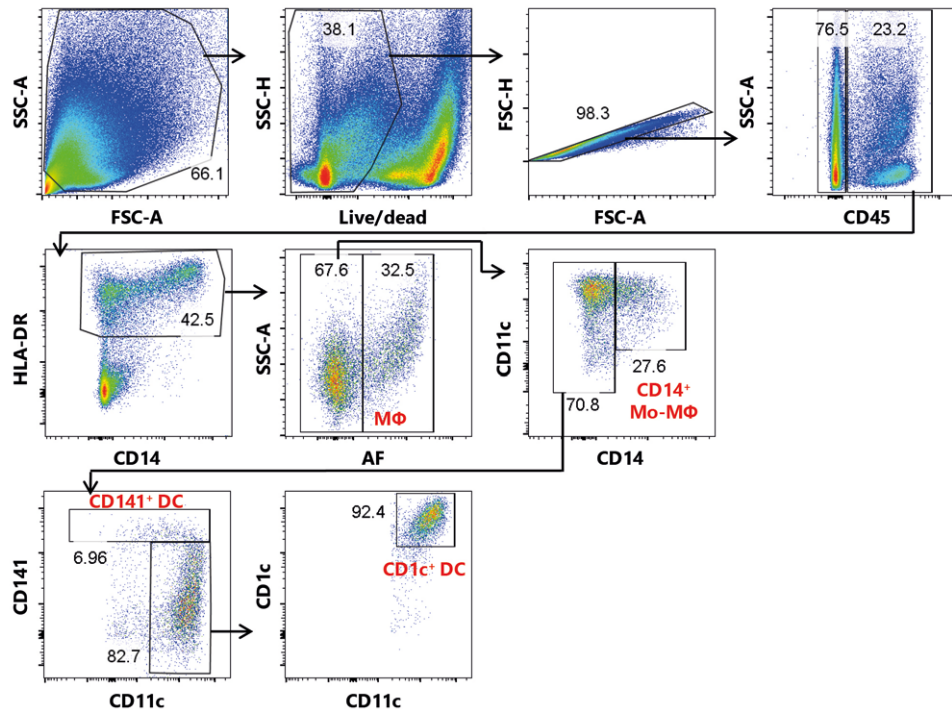 SSC-A
66.1
FSC-A
SSC-H
38.1
Live/dead
FSC-H
98.3
FSC-A
SSC-A
76.5
23.2
CD45
HLA-DR
42.5
CD14
SSC-A
67.6
32.5
MΦ
AF
CD11c
27.6
70.8
CD14⁺
Mo-MΦ
CD14
CD141
CD141⁺ DC
6.96
82.7
CD11c
CD1c
92.4
CD1c⁺ DC
CD11c